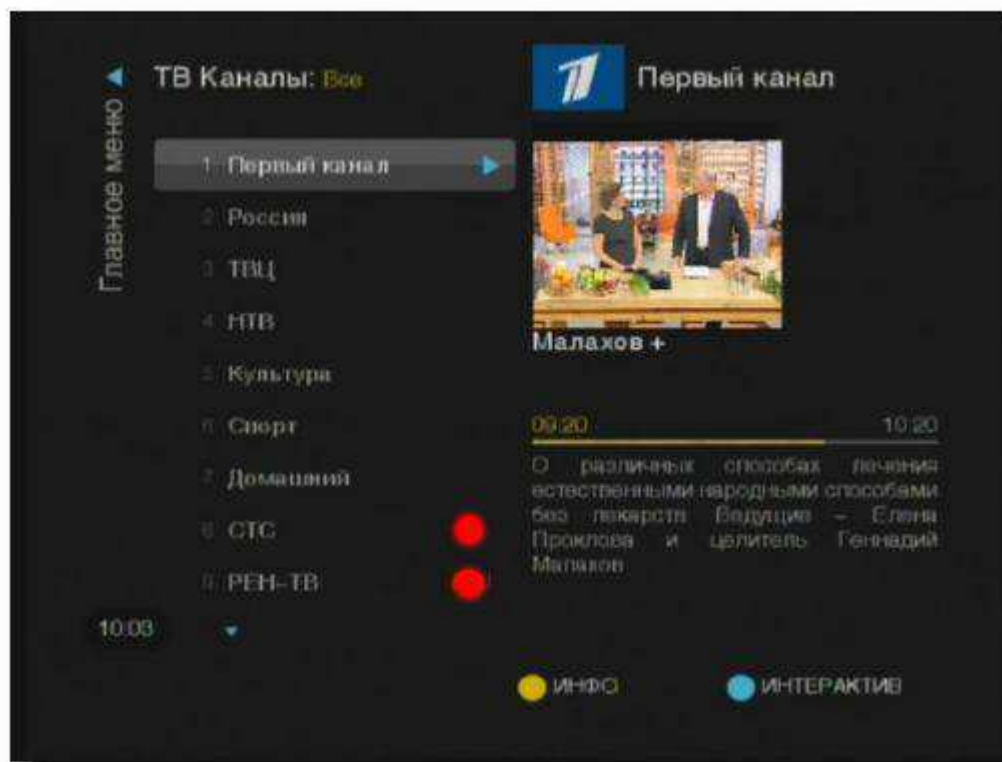 Главное меню
ТВ Каналы: Все
1 Первый канал
2 Россия
3 ТВЦ
4 НТВ
5 Культура
6 Спорт
7 Домашний
8 СТС
9 РЕН-ТВ
10:03
Первый канал
Малахов +
09:20 10:20
О различных способах лечения
естественными народными способами
без лекарств Ведущие – Елена
Проклова и целитель Геннадий
Малахов
ИНФО ИНТЕРАКТИВ